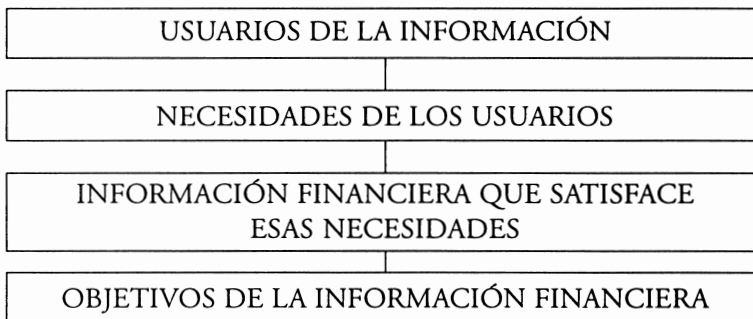 USUARIOS DE LA INFORMACIÓN
NECESIDADES DE LOS USUARIOS
INFORMACIÓN FINANCIERA QUE SATISFACE
ESAS NECESIDADES
OBJETIVOS DE LA INFORMACIÓN FINANCIERA